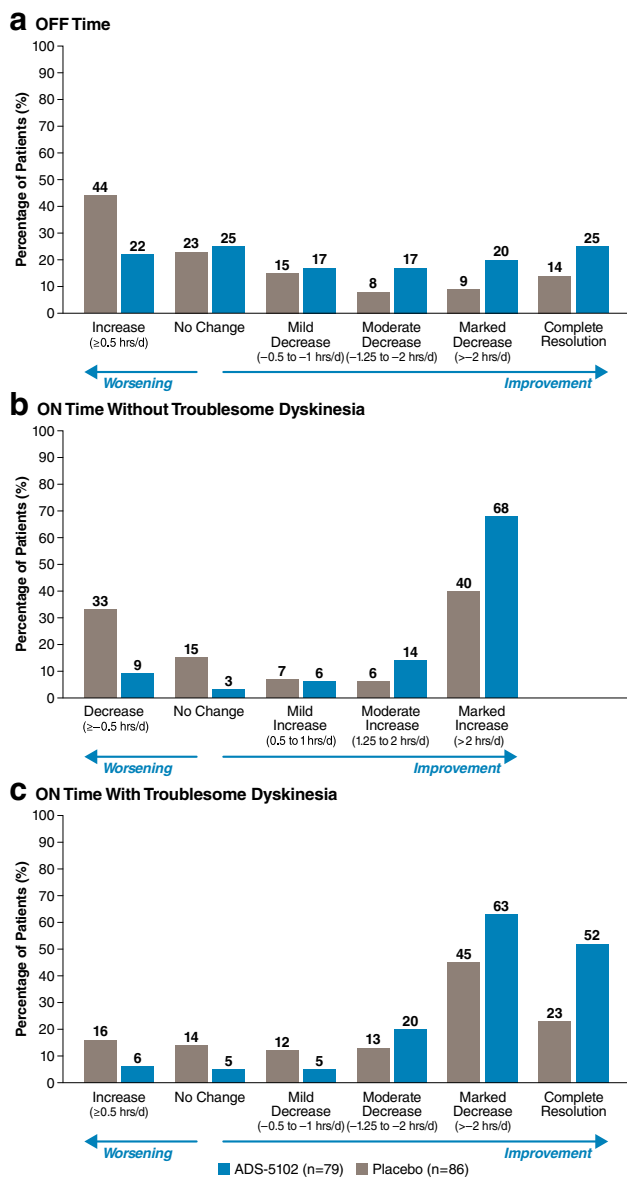 a OFF Time
Percentage of Patients (%)
100
90
80
70
60
50
40
30
20
10
0
44 22 23 25 15 17 8 17 9 20 14 25
Increase No Change Mild Moderate Marked Complete
(≥0.5 hrs/d) Decrease Decrease Decrease Resolution
(−0.5 to −1 hrs/d) (−1.25 to −2 hrs/d) (>−2 hrs/d)
Worsening Improvement
b ON Time Without Troublesome Dyskinesia
Percentage of Patients (%)
100
90
80
70
60
50
40
30
20
10
0
33 9 15 3 7 6 6 14 40 68
Decrease No Change Mild Moderate Marked
(≥−0.5 hrs/d) Increase Increase Increase
(0.5 to 1 hrs/d) (1.25 to 2 hrs/d) (>2 hrs/d)
Worsening Improvement
c ON Time With Troublesome Dyskinesia
Percentage of Patients (%)
100
90
80
70
60
50
40
30
20
10
0
16 6 14 5 12 5 13 20 45 63 23 52
Increase No Change Mild Moderate Marked Complete
(≥0.5 hrs/d) Decrease Decrease Decrease Resolution
(−0.5 to −1 hrs/d) (−1.25 to −2 hrs/d) (>−2 hrs/d)
Worsening Improvement
ADS-5102 (n=79) Placebo (n=86)